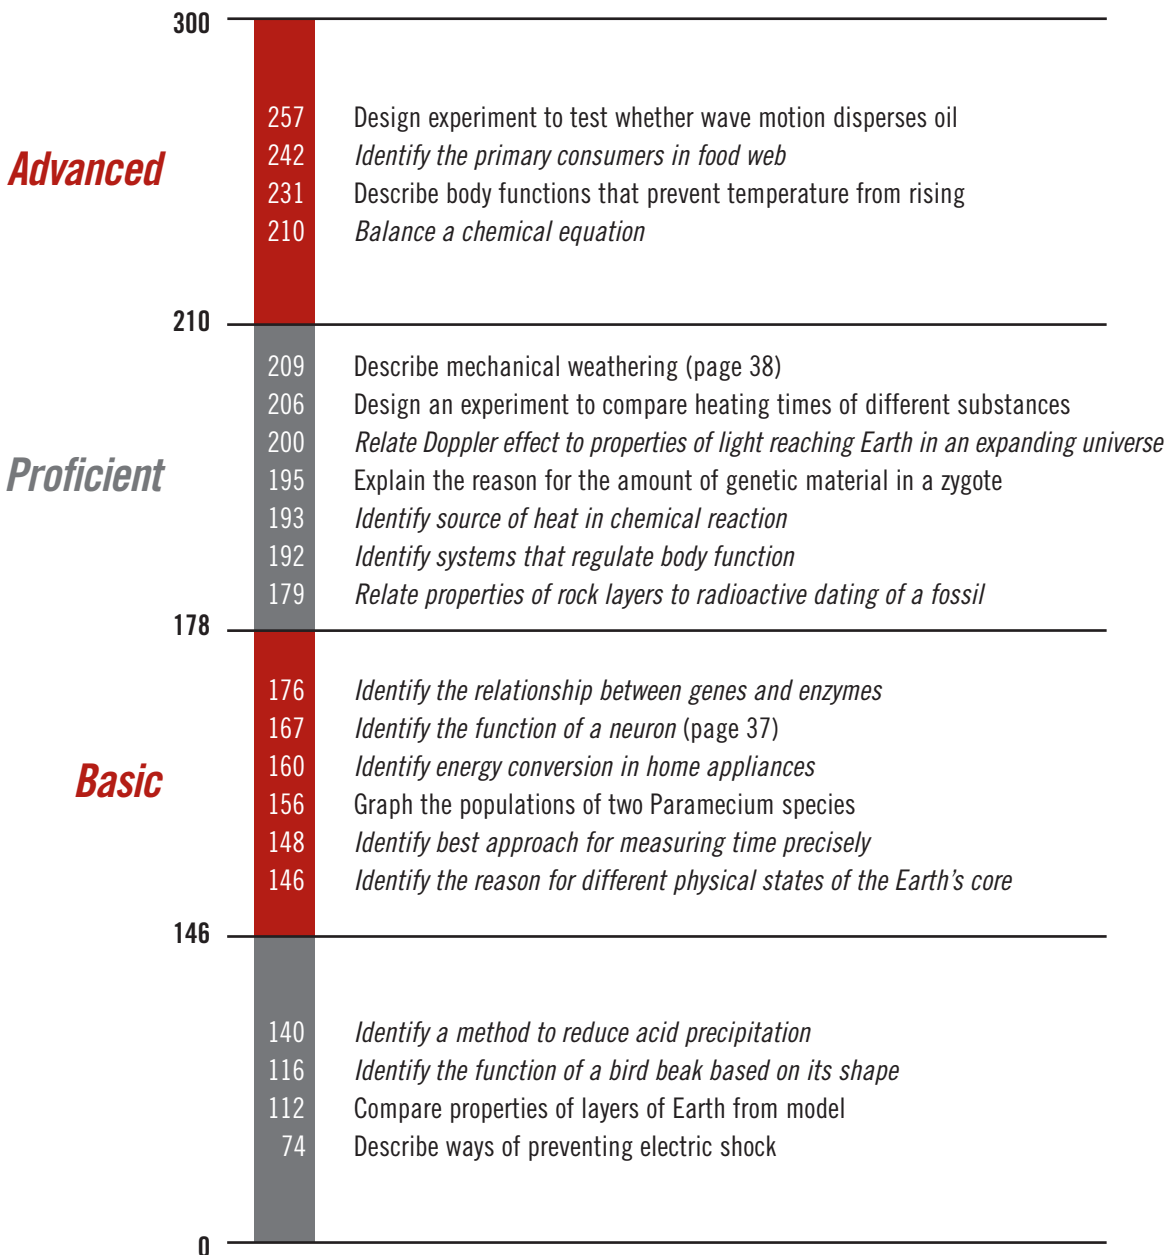 300
257 Design experiment to test whether wave motion disperses oil
242 Identify the primary consumers in food web
Advanced
231 Describe body functions that prevent temperature from rising
210 Balance a chemical equation
210
209 Describe mechanical weathering (page 38)
206 Design an experiment to compare heating times of different substances
200 Relate Doppler effect to properties of light reaching Earth in an expanding universe
Proficient
195 Explain the reason for the amount of genetic material in a zygote
193 Identify source of heat in chemical reaction
192 Identify systems that regulate body function
179 Relate properties of rock layers to radioactive dating of a fossil
178
176 Identify the relationship between genes and enzymes
167 Identify the function of a neuron (page 37)
160 Identify energy conversion in home appliances
Basic
156 Graph the populations of two Paramecium species
148 Identify best approach for measuring time precisely
146 Identify the reason for different physical states of the Earth’s core
146
140 Identify a method to reduce acid precipitation
116 Identify the function of a bird beak based on its shape
112 Compare properties of layers of Earth from model
74 Describe ways of preventing electric shock
0